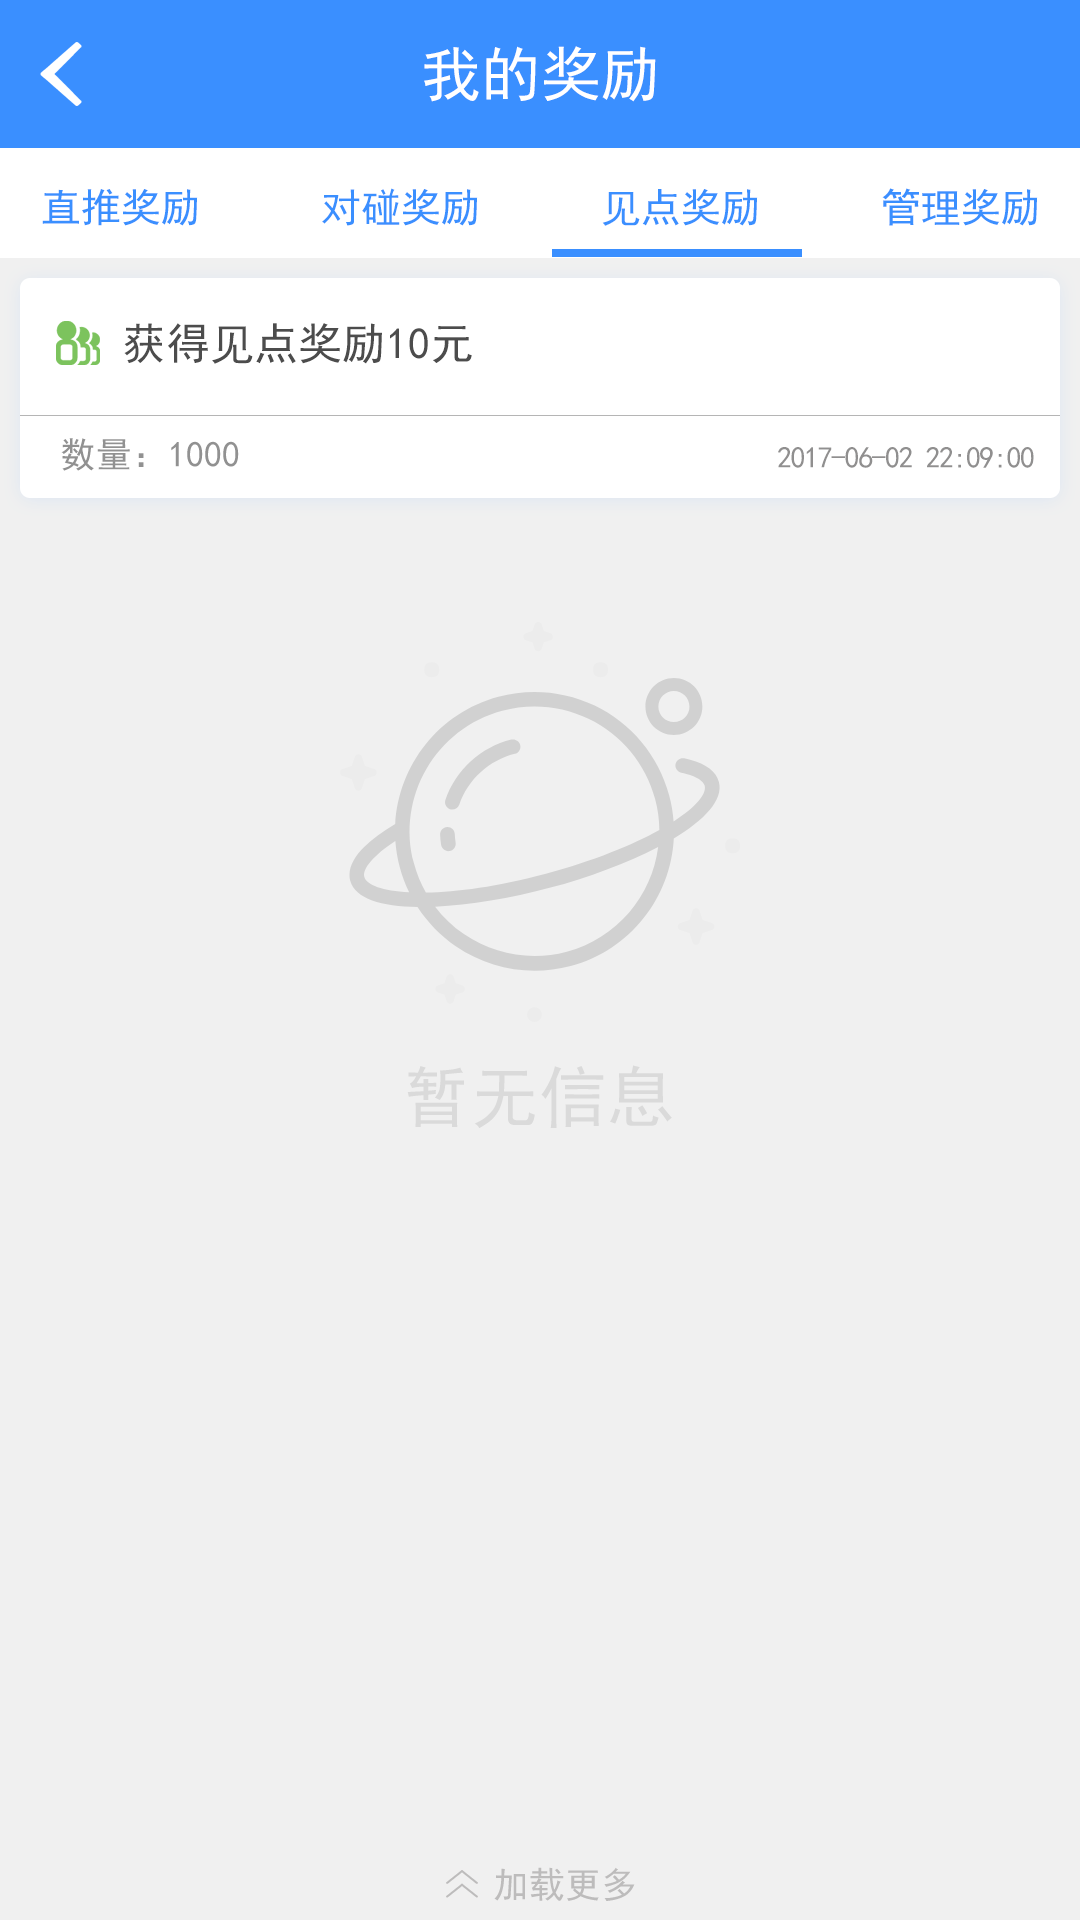 我的奖励
直推奖励 对碰奖励 见点奖励 管理奖励
获得见点奖励10元
数量：1000 2017-06-02 22:09:00
暂无信息
加载更多